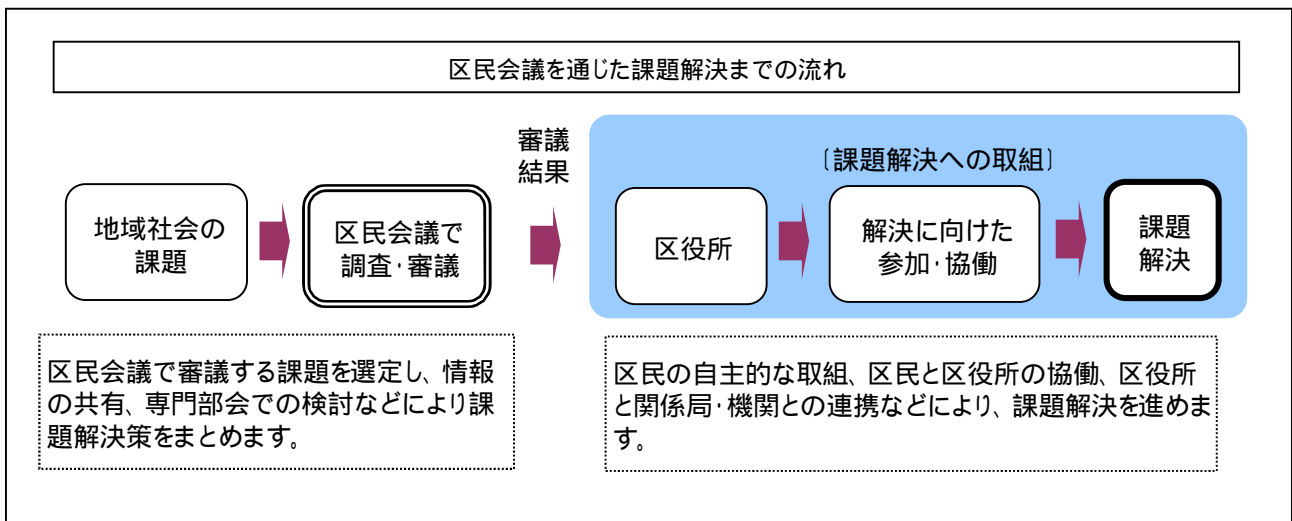 区民会議を通じた課題解決までの流れ
地域社会の
課題
区民会議で
調査・審議
審議
結果
〔課題解決への取組〕
区役所
解決に向けた
参加・協働
課題
解決
区民会議で審議する課題を選定し、情報
の共有、専門部会での検討などにより課
題解決策をまとめます。
区民の自主的な取組、区民と区役所の協働、区役所
と関係局・機関との連携などにより、課題解決を進めま
す。